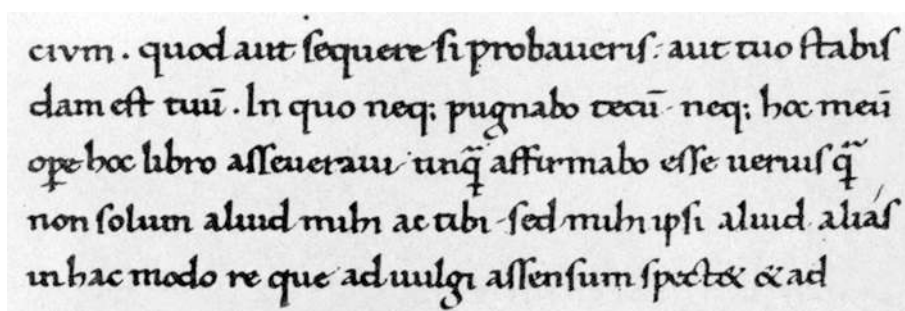 cium . quod aut sequere si probaueris : aut tuo stabis
dam est tuū . In quo neq; pugnabo tecū · neq; hoc meū
ope hoc libro asseueraui · unq̄ affirmabo esse uerius q̄
non solum aliud mihi ac tibi · sed mihi ipsi aliud aliás
in hac modo re que ad uulgi assensum spectet & ad